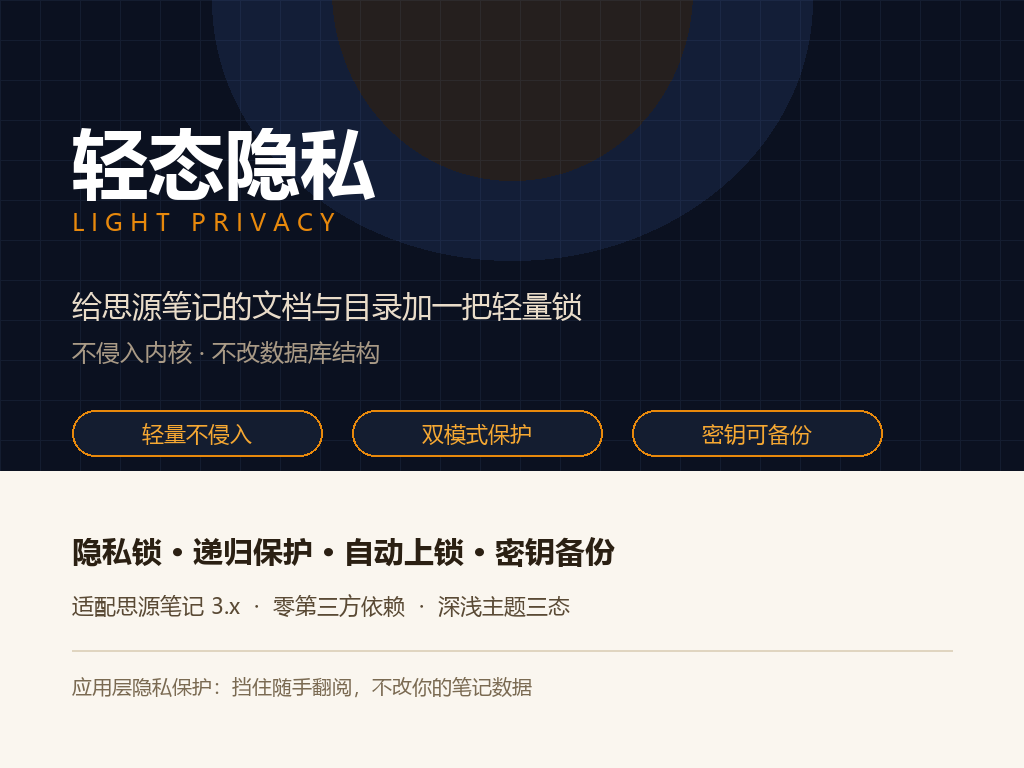 轻态隐私
LIGHT PRIVACY
给思源笔记的文档与目录加一把轻量锁
不侵入内核 · 不改数据库结构
轻量不侵入 双模式保护 密钥可备份
隐私锁 • 递归保护 • 自动上锁 • 密钥备份
适配思源笔记 3.x · 零第三方依赖 · 深浅主题三态
应用层隐私保护：挡住随手翻阅，不改你的笔记数据